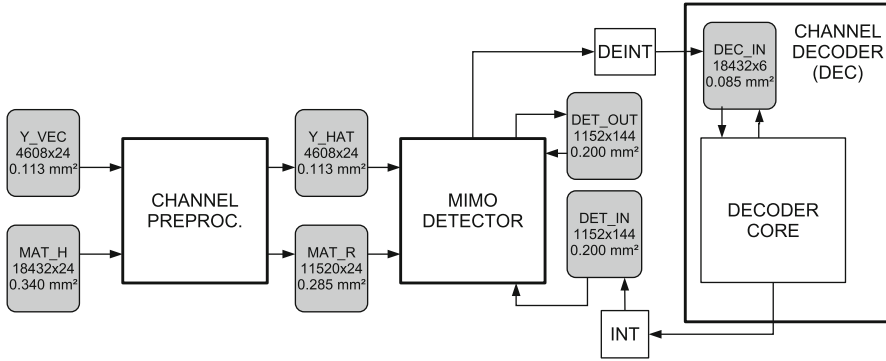 DEINT
DEC_IN
18432x6
0.085 mm²
CHANNEL
DECODER
(DEC)
Y_VEC
4608x24
0.113 mm²
Y_HAT
4608x24
0.113 mm²
DET_OUT
1152x144
0.200 mm²
CHANNEL
PREPROC.
MIMO
DETECTOR
DECODER
CORE
MAT_H
18432x24
0.340 mm²
MAT_R
11520x24
0.285 mm²
DET_IN
1152x144
0.200 mm²
INT